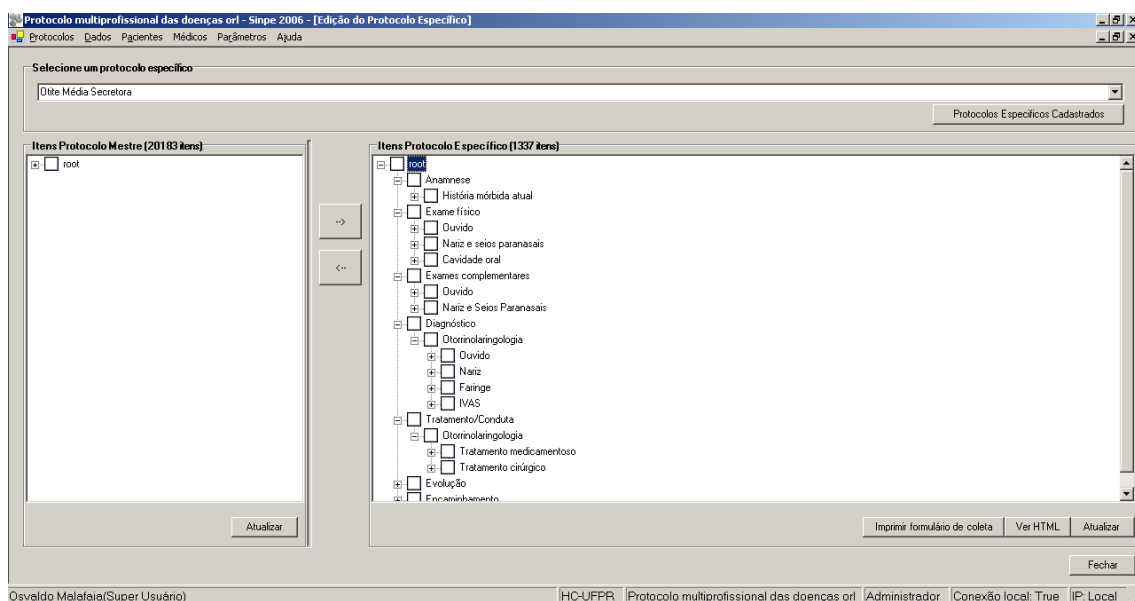 Protocolo multiprofissional das doenças orl - Sinpe 2006 - [Edição do Protocolo Específico]
Protocolos Dados Pacientes Médicos Parâmetros Ajuda
Selecione um protocolo específico
Otite Média Secretora
Protocolos Especificos Cadastrados
Itens Protocolo Mestre (20183 itens)
root
Atualizar
-->
<--
Itens Protocolo Específico (1337 itens)
root
Anamnese
História mórbida atual
Exame físico
Ouvido
Nariz e seios paranasais
Cavidade oral
Exames complementares
Ouvido
Nariz e Seios Paranasais
Diagnóstico
Otorrinolaringologia
Ouvido
Nariz
Faringe
IVAS
Tratamento/Conduta
Otorrinolaringologia
Tratamento medicamentoso
Tratamento cirúrgico
Evolução
Encaminhamento
Imprimir formulário de coleta Ver HTML Atualizar
Fechar
Osvaldo Malafaia(Super Usuário) HC-UFPR Protocolo multiprofissional das doenças orl Administrador Conexão local: True IP: Local